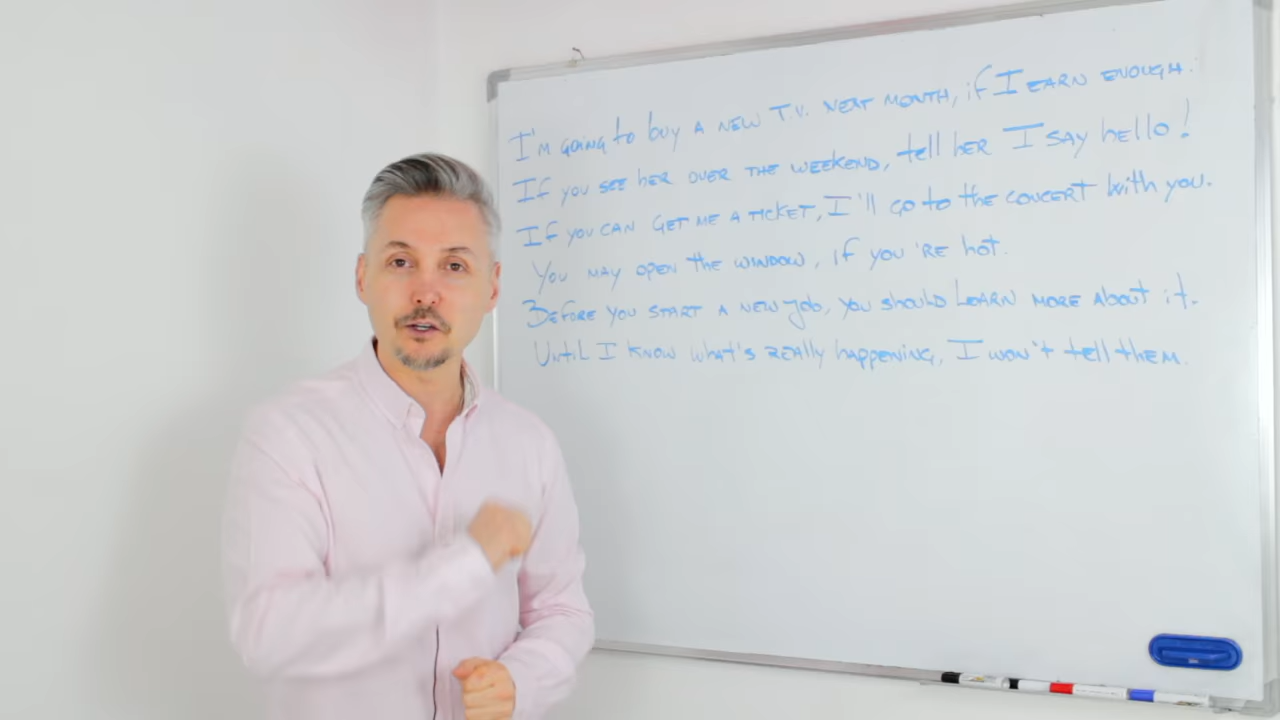 I'm going to buy a new T.V. next month, if I earn enough.
If you see her over the weekend, tell her I say hello!
If you can get me a ticket, I'll go to the concert with you.
You may open the window, if you're hot.
Before you start a new job, you should learn more about it.
Until I know what's really happening, I won't tell them.